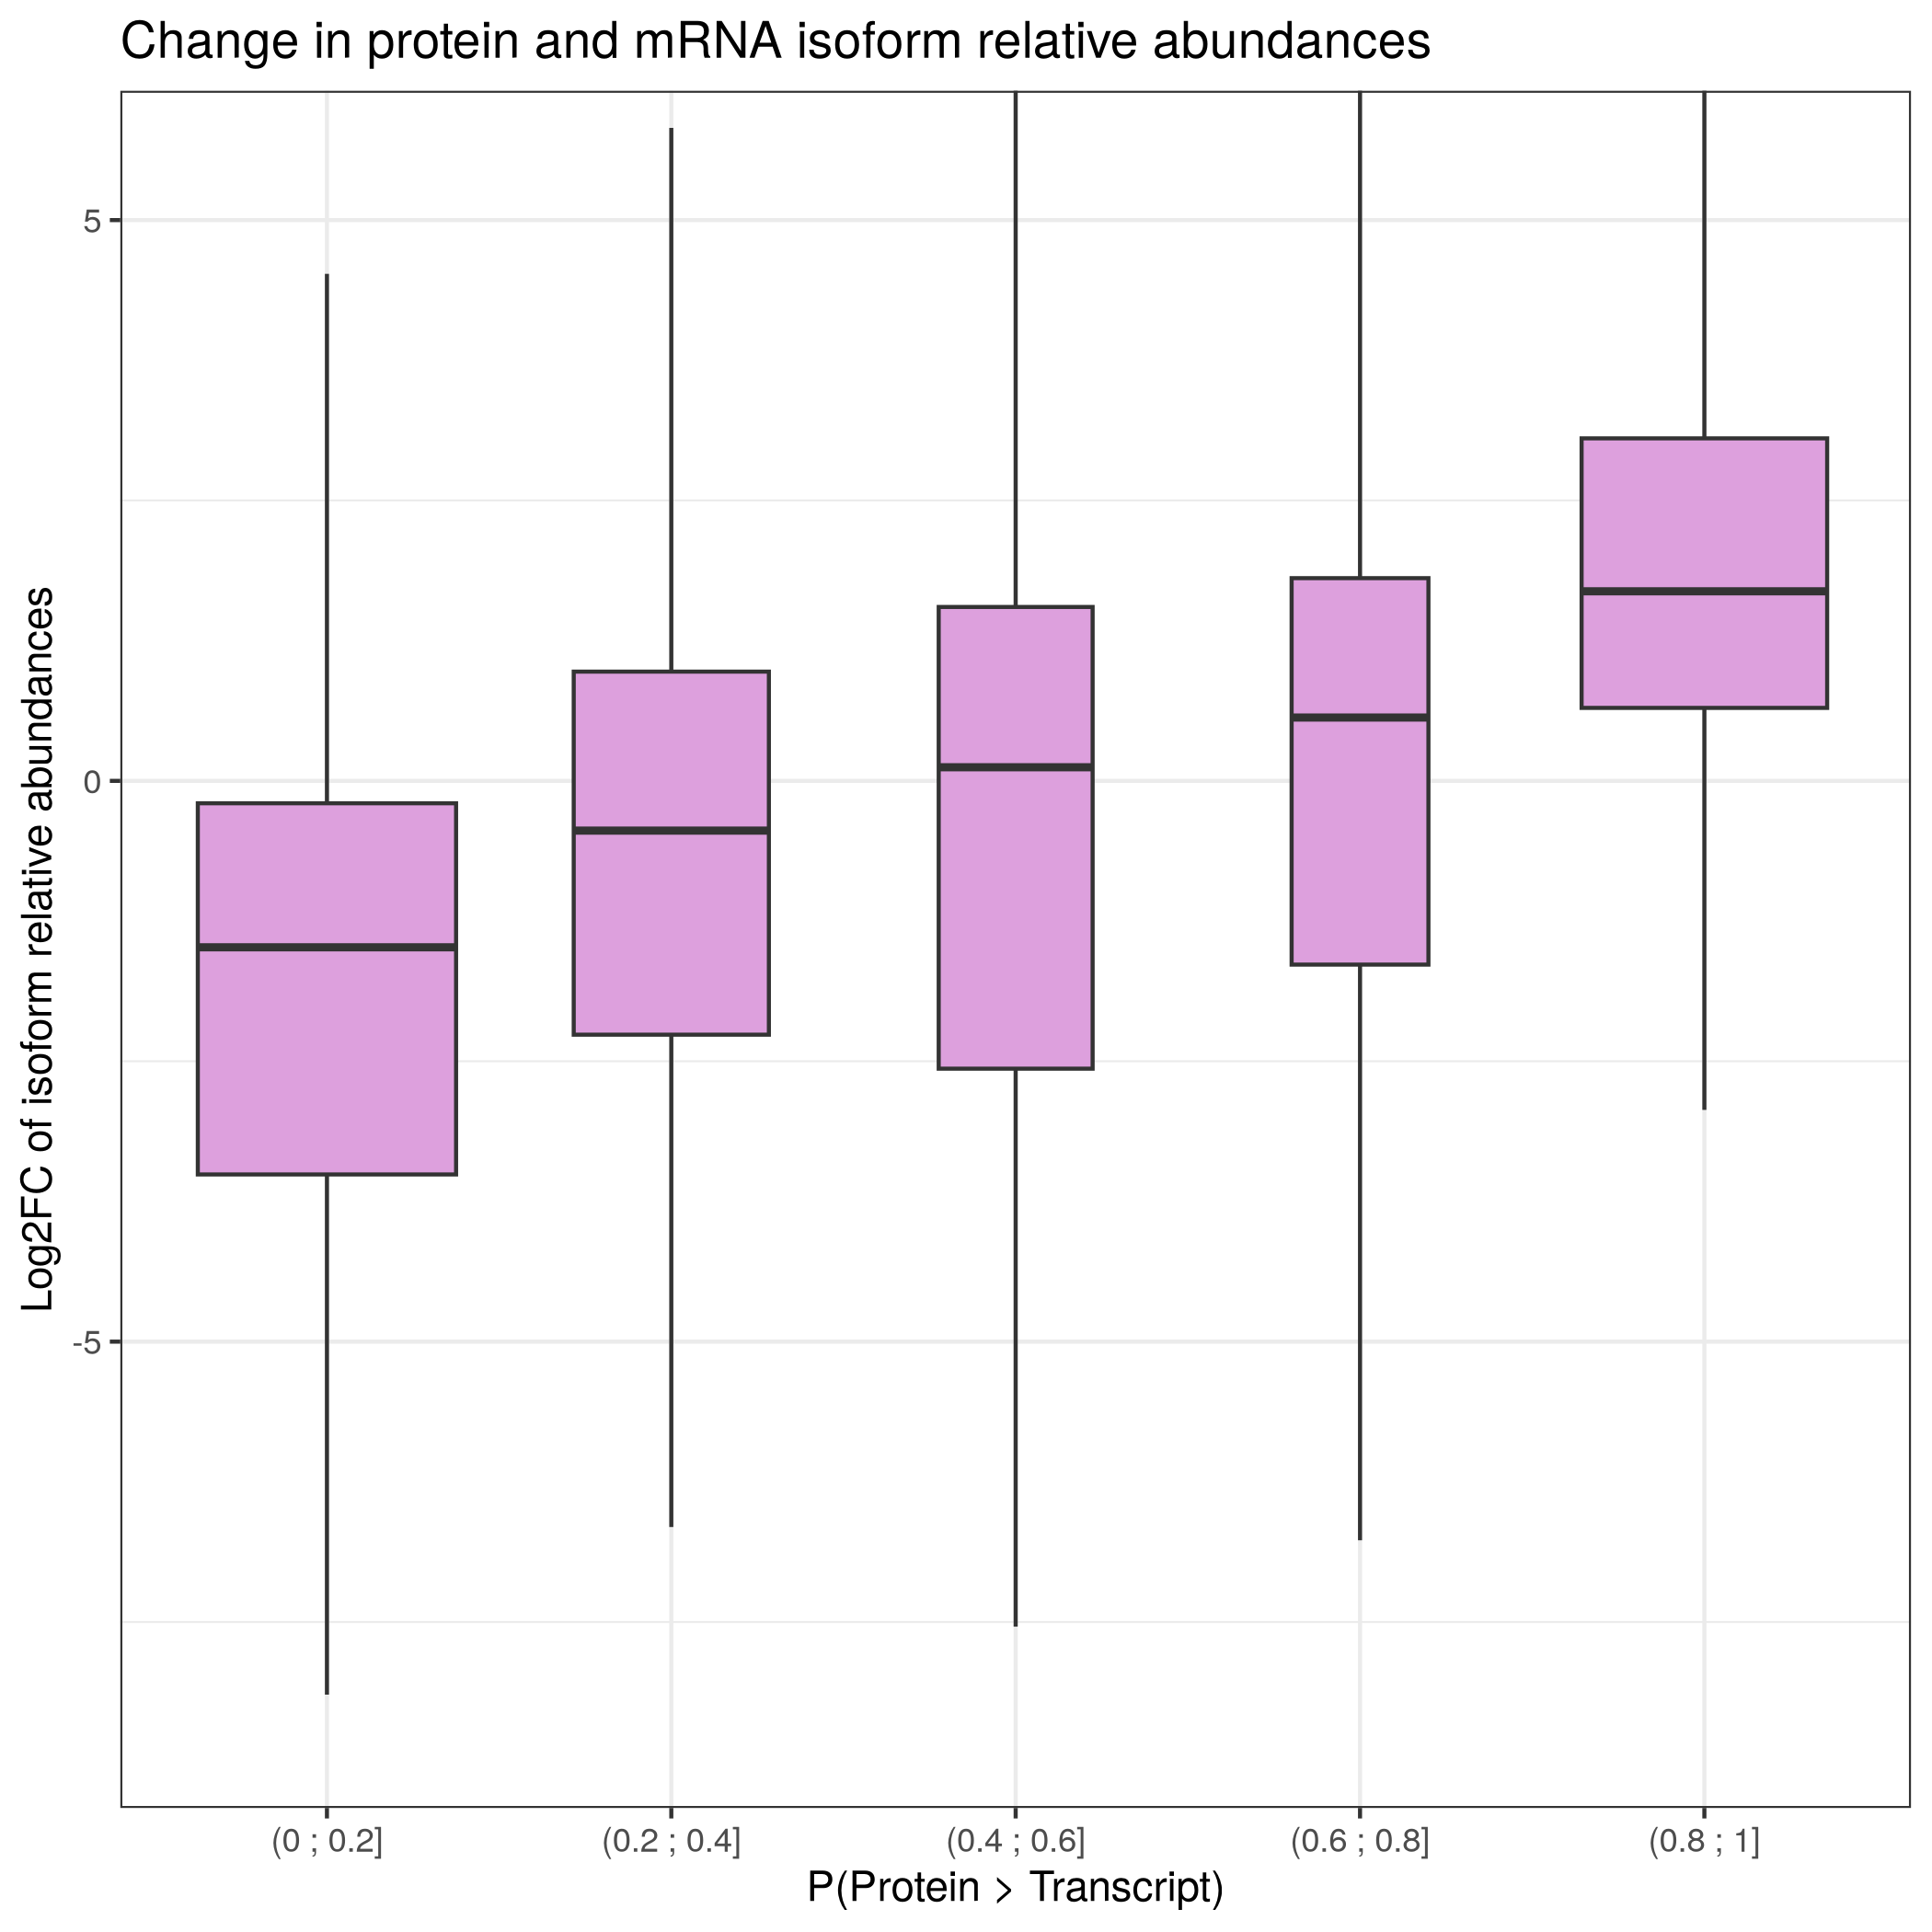 Change in protein and mRNA isoform relative abundances
Log2FC of isoform relative abundances
5
0
-5
(0 ; 0.2]
(0.2 ; 0.4]
(0.4 ; 0.6]
(0.6 ; 0.8]
(0.8 ; 1]
P(Protein > Transcript)